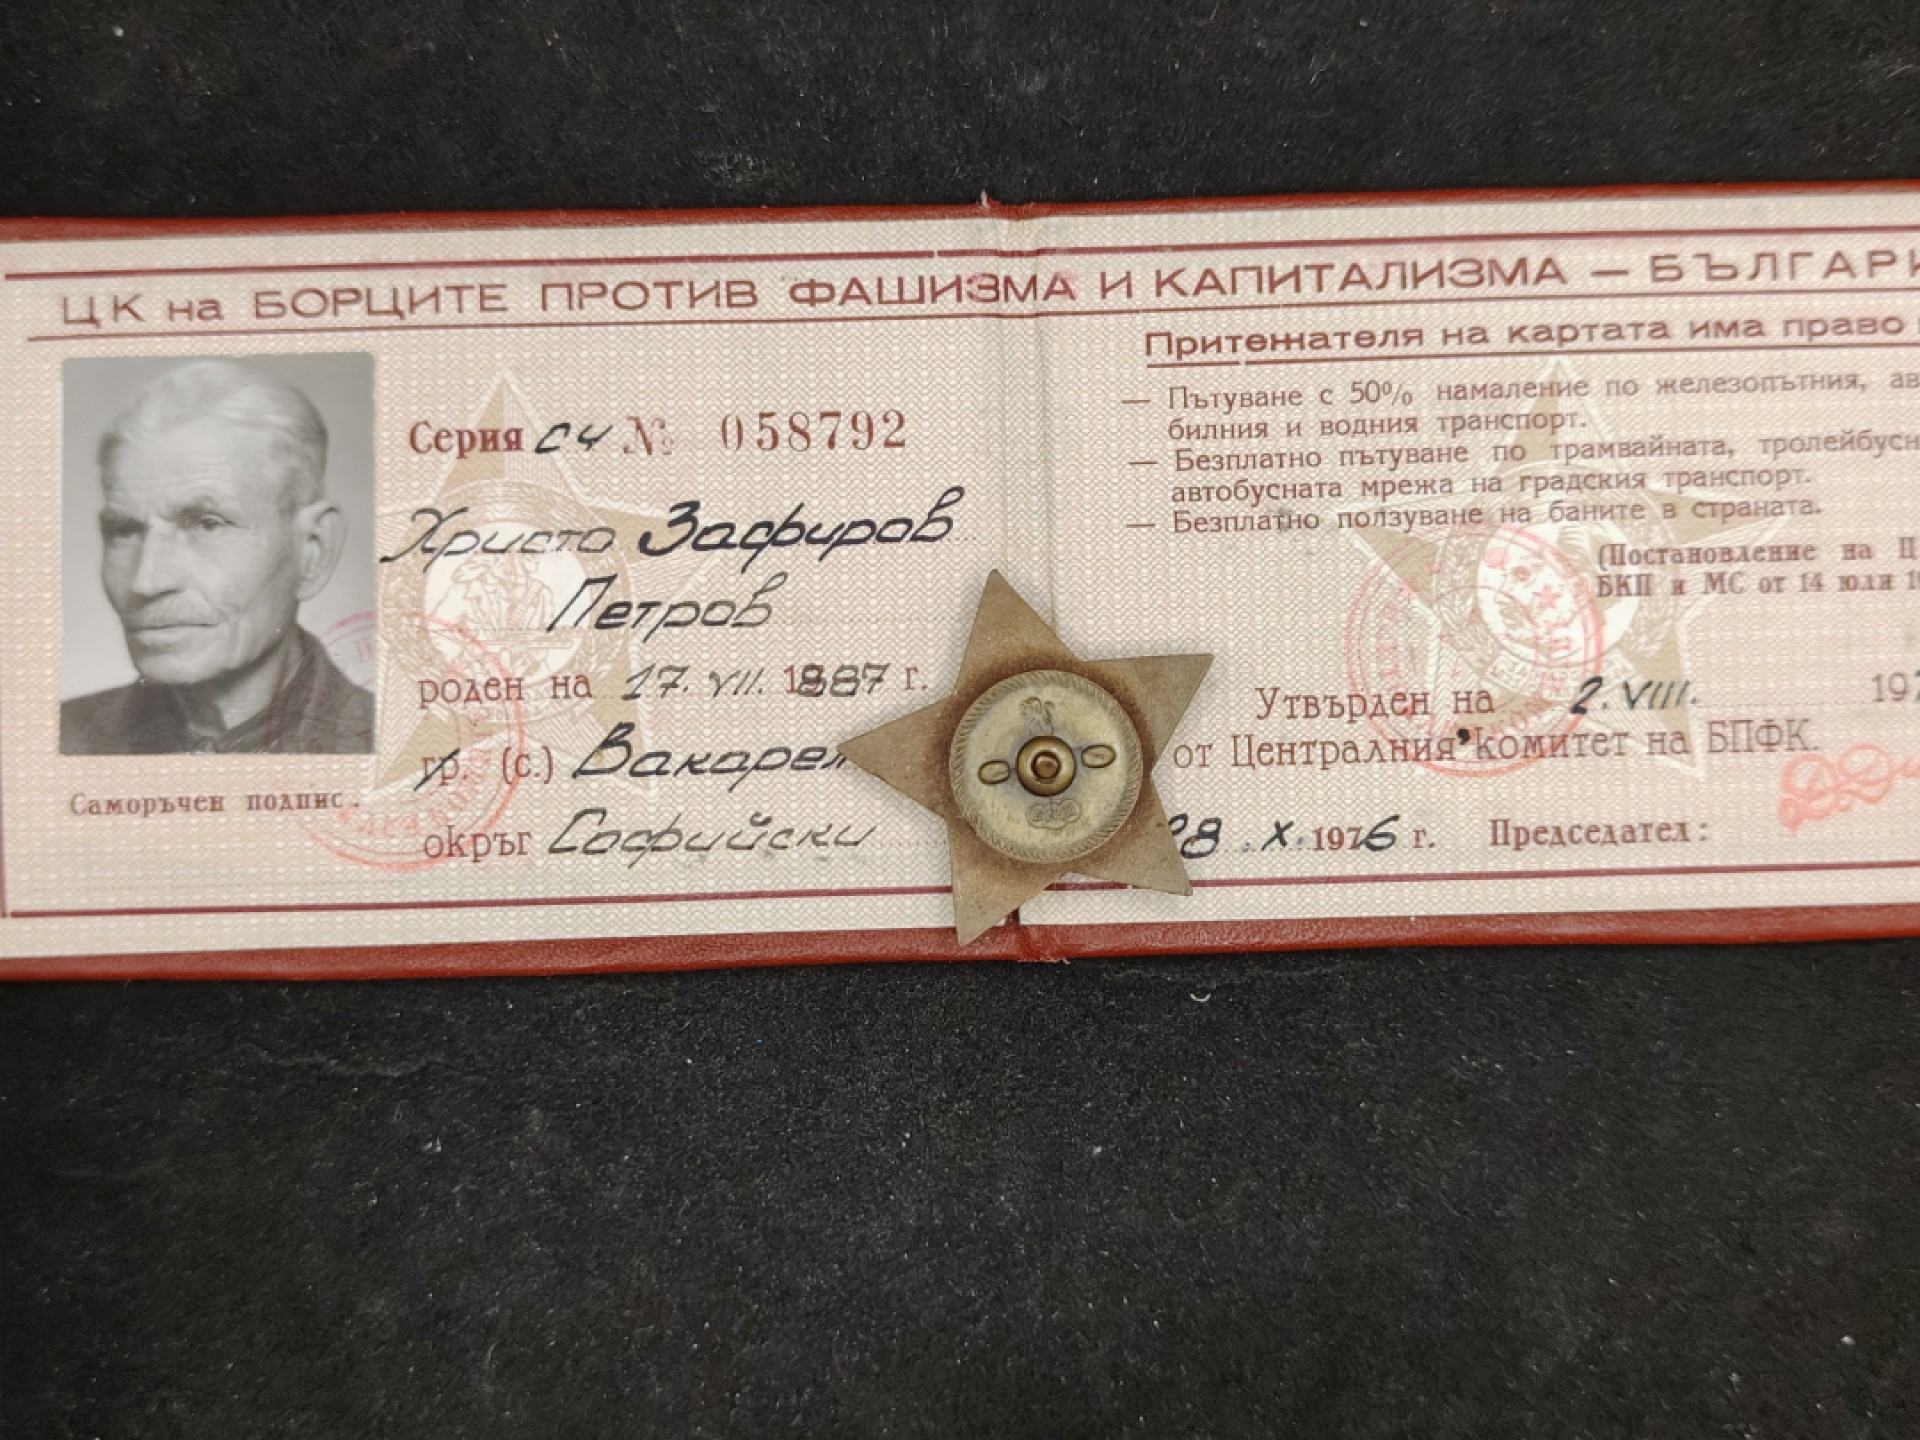 ЦК на БОРЦИТЕ ПРОТИВ ФАШИЗМА И КАПИТАЛИЗМА — БЪЛГАРИ
Серия СЧ № 058792
Христо Зафиров
Петров
роден на 17. VII. 1887 г.
гр. (с.) Вакарел
окръг Софийски
Саморъчен подпис.
Притежателя на картата има право
— Пътуване с 50% намаление по железопътния, ав
билния и водния транспорт.
— Безплатно пътуване по трамвайната, тролейбусн
автобусната мрежа на градския транспорт.
— Безплатно ползуване на баните в страната.
(Постановление на П
БКП и МС от 14 юли 1
Утвърден на 2. VIII. 197
от Централния комитет на БПФК.
28. X. 1976 г. Председател: